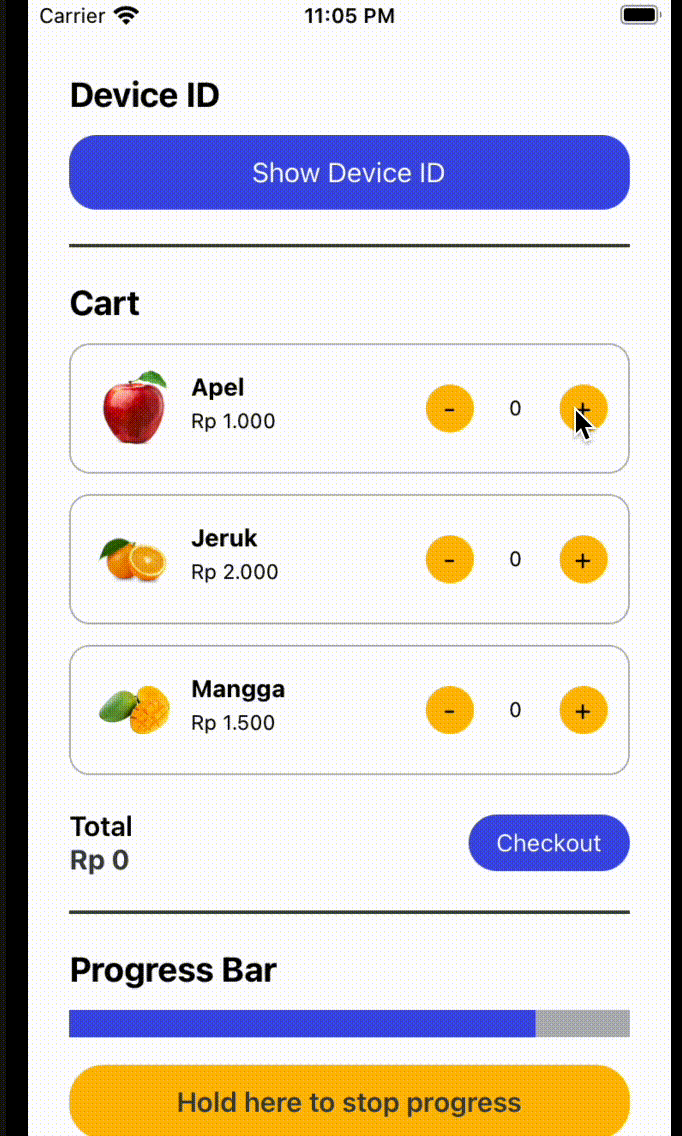 Carrier 11:05 PM
Device ID
Show Device ID
Cart
Apel
Rp 1.000
- 0 +
Jeruk
Rp 2.000
- 0 +
Mangga
Rp 1.500
- 0 +
Total
Rp 0
Checkout
Progress Bar
Hold here to stop progress